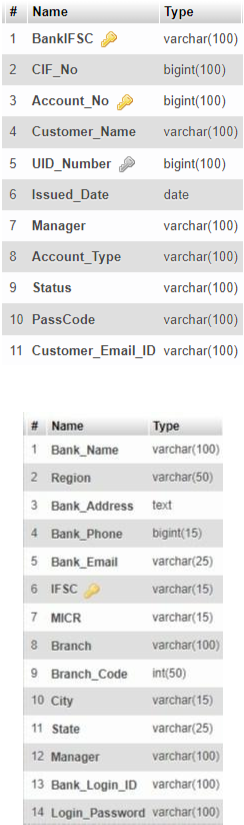 # Name Type
1 BankIFSC varchar(100)
2 CIF_No bigint(100)
3 Account_No bigint(100)
4 Customer_Name varchar(100)
5 UID_Number bigint(100)
6 Issued_Date date
7 Manager varchar(100)
8 Account_Type varchar(100)
9 Status varchar(100)
10 PassCode varchar(100)
11 Customer_Email_ID varchar(100)
# Name Type
1 Bank_Name varchar(100)
2 Region varchar(50)
3 Bank_Address text
4 Bank_Phone bigint(15)
5 Bank_Email varchar(25)
6 IFSC varchar(15)
7 MICR varchar(15)
8 Branch varchar(100)
9 Branch_Code int(50)
10 City varchar(15)
11 State varchar(25)
12 Manager varchar(100)
13 Bank_Login_ID varchar(100)
14 Login_Password varchar(100)